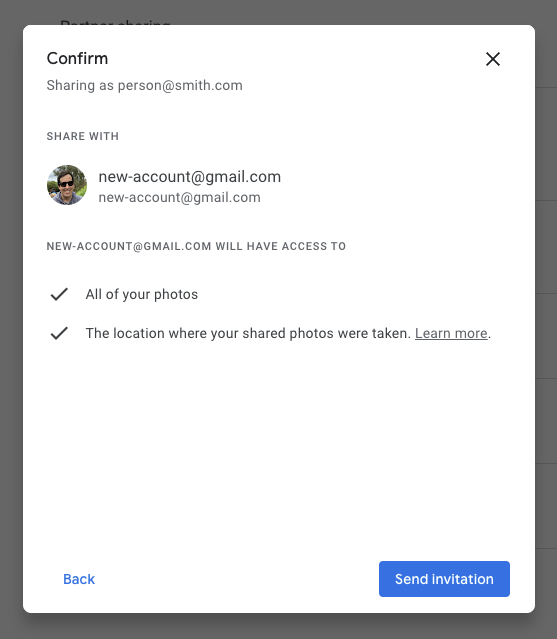 Partner sharing
Confirm
Sharing as person@smith.com
SHARE WITH
new-account@gmail.com
new-account@gmail.com
NEW-ACCOUNT@GMAIL.COM WILL HAVE ACCESS TO
All of your photos
The location where your shared photos were taken. Learn more.
Back
Send invitation